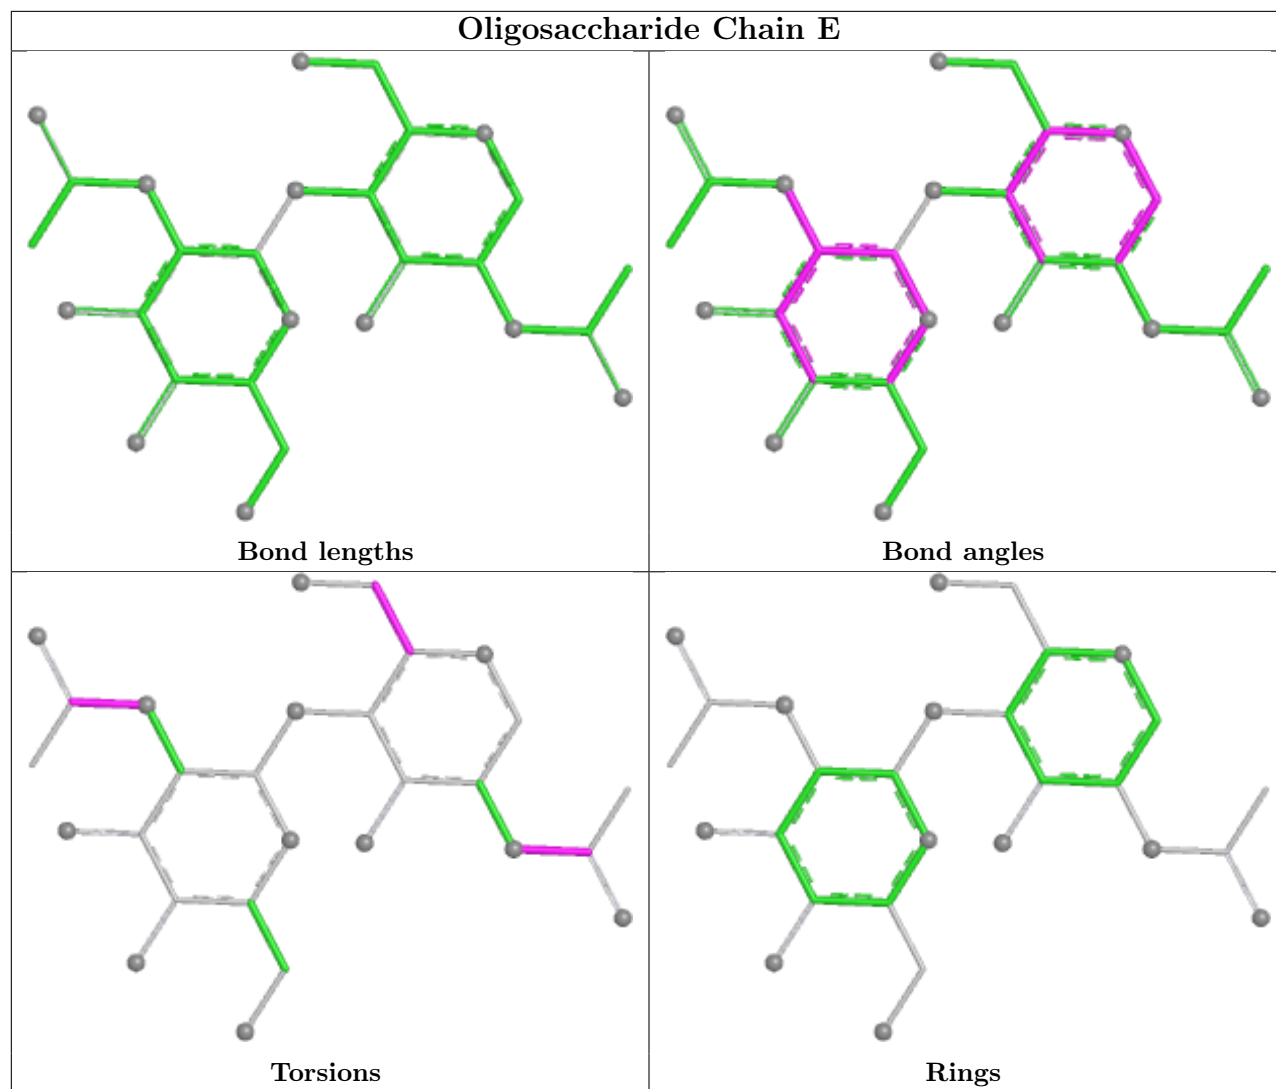 Oligosaccharide Chain E
Bond lengths
Bond angles
Torsions
Rings